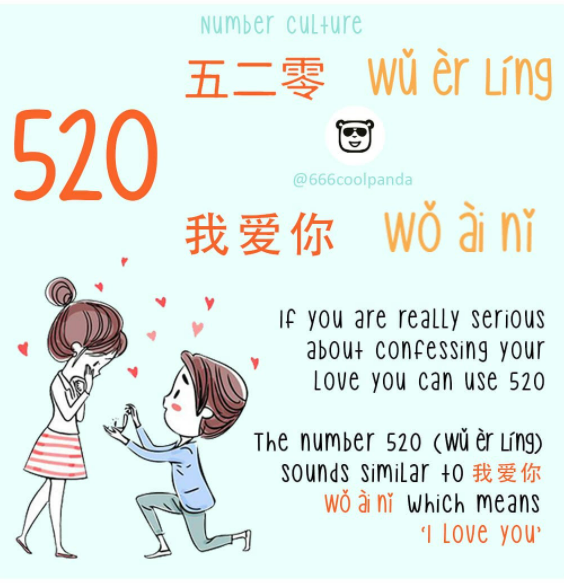 Number Culture
五二零 wǔ èr Líng
520
@666coolpanda
我爱你 wǒ ài nǐ
If you are really serious
about confessing your
Love you can use 520
The number 520 (wǔ èr Líng)
sounds similar to 我爱你
wǒ ài nǐ which means
'I Love you'